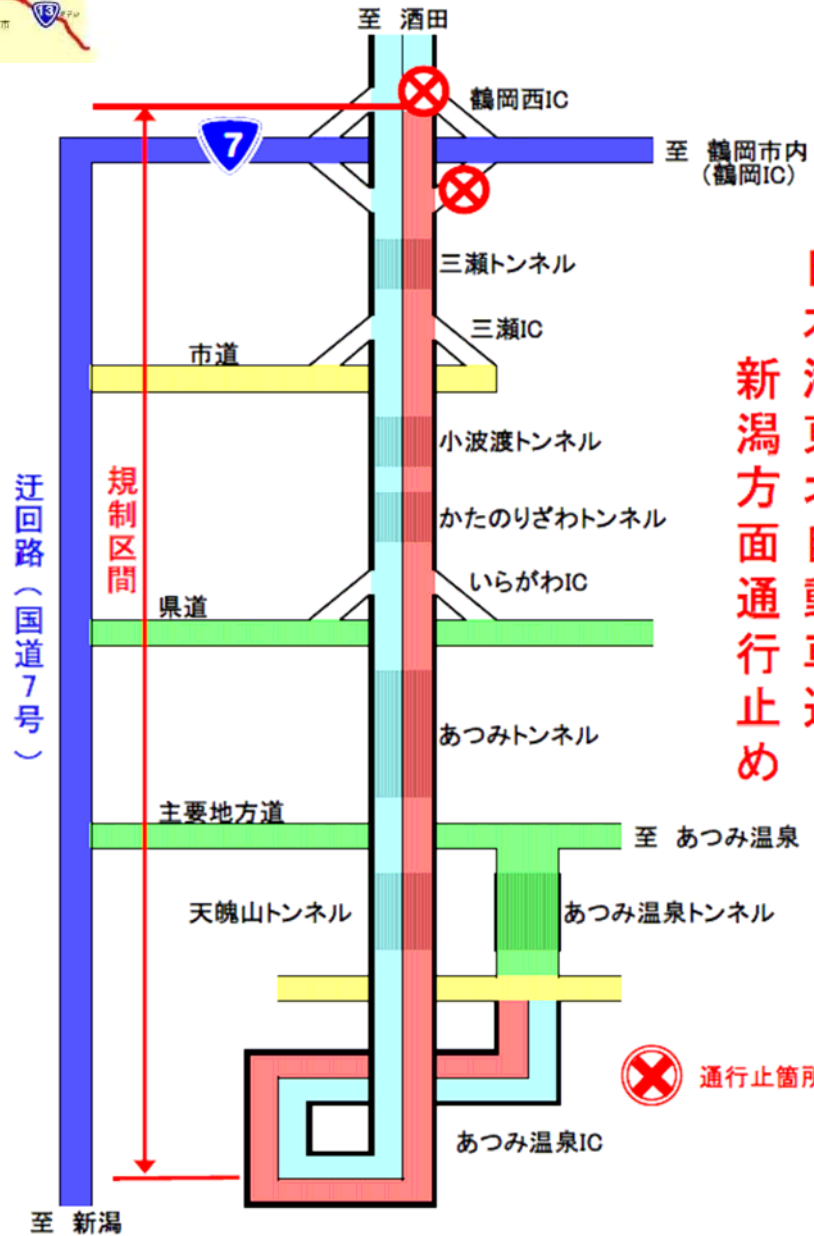 13
市
至 酒田
鶴岡西IC
7
至 鶴岡市内
(鶴岡IC)
三瀬トンネル
三瀬IC
市道
新潟方面通行止め
小波渡トンネル
規制区間
迂回路(国道7号)
かたのりざわトンネル
いらがわIC
県道
あつみトンネル
主要地方道
至 あつみ温泉
天魄山トンネル
あつみ温泉トンネル
通行止箇所
あつみ温泉IC
至 新潟